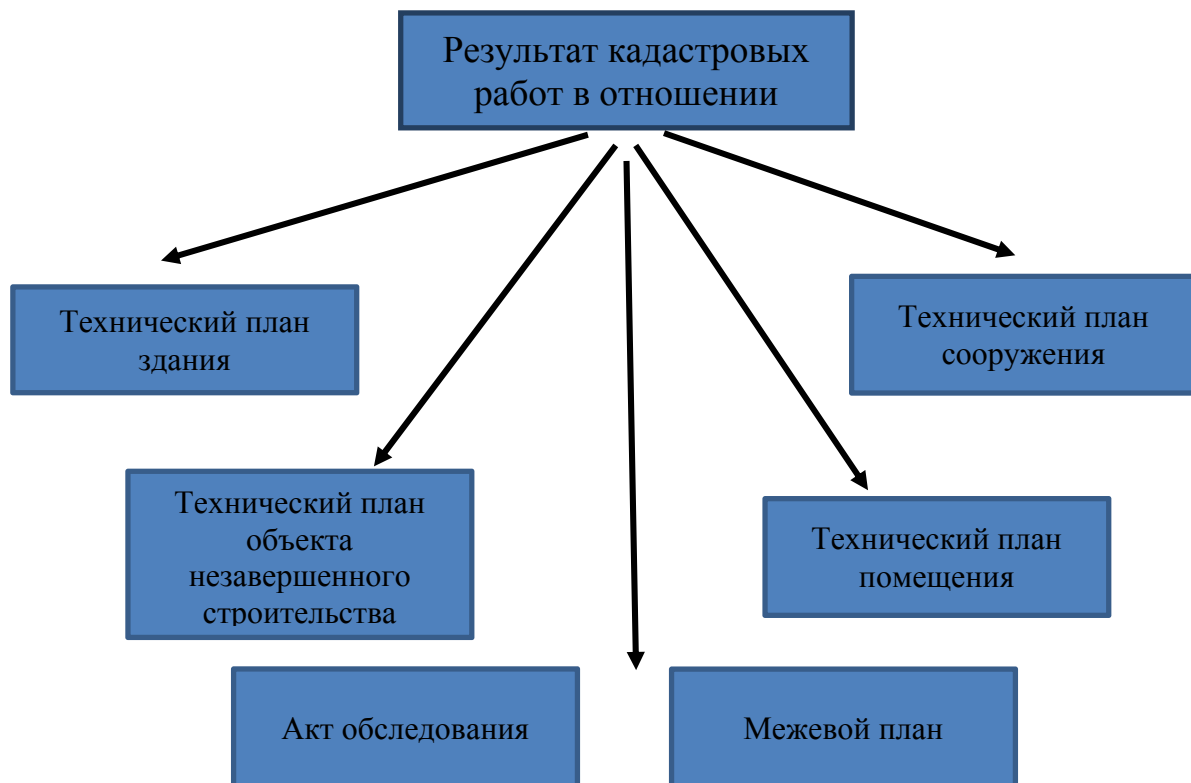 Результат кадастровых
работ в отношении
Технический план
здания
Технический план
сооружения
Технический план
объекта
незавершенного
строительства
Технический план
помещения
Акт обследования
Межевой план